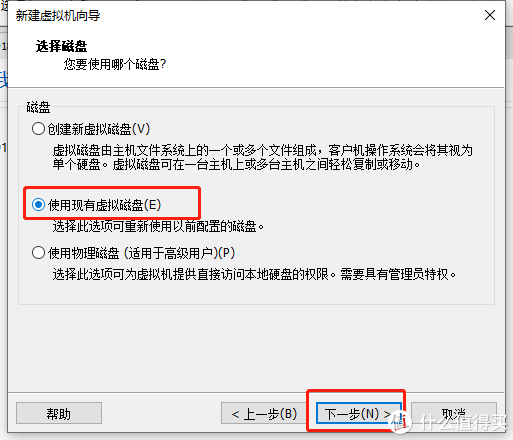 新建虚拟机向导
选择磁盘
您要使用哪个磁盘?
磁盘
创建新虚拟磁盘(V)
虚拟磁盘由主机文件系统上的一个或多个文件组成，客户机操作系统会将其视为
单个硬盘。虚拟磁盘可在一台主机上或多台主机之间轻松复制或移动。
使用现有虚拟磁盘(E)
选择此选项可重新使用以前配置的磁盘。
使用物理磁盘 (适用于高级用户)(P)
选择此选项可为虚拟机提供直接访问本地硬盘的权限。需要具有管理员特权。
帮助
< 上一步(B)
下一步(N) >
取消
值 什么值得买